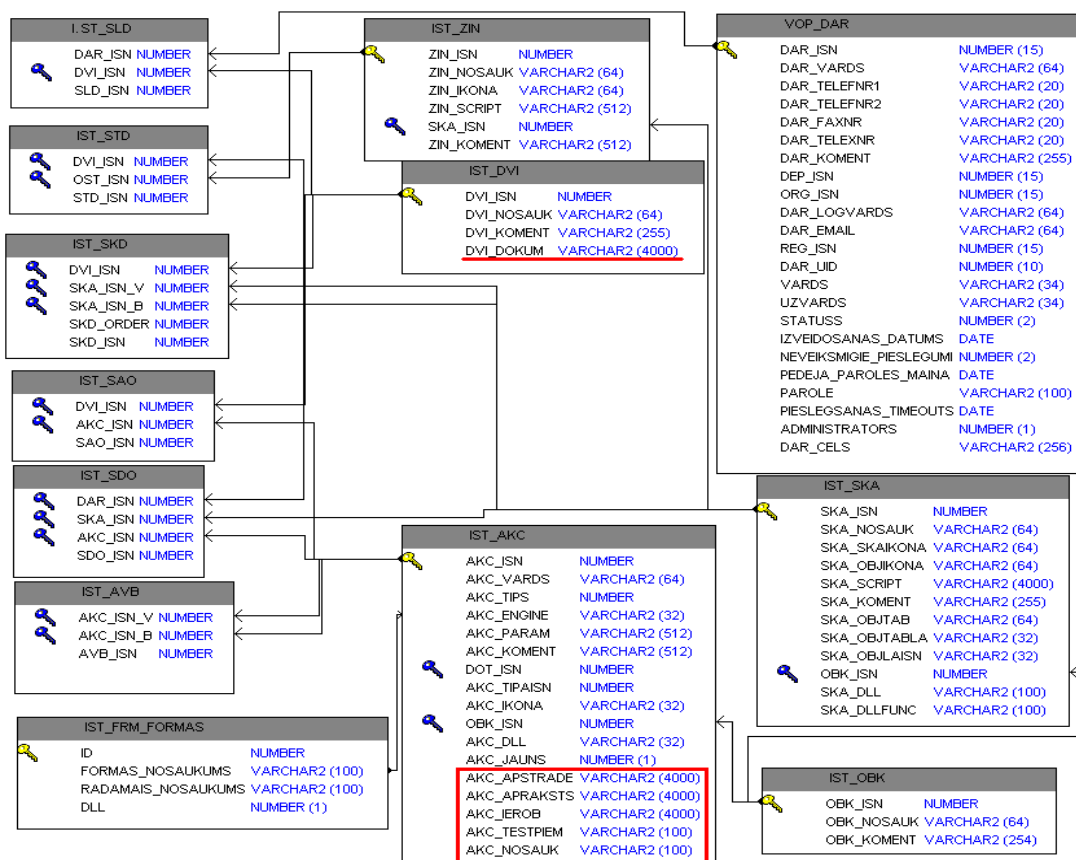 I.ST_SLD
DAR_ISN NUMBER
DVI_ISN NUMBER
SLD_ISN NUMBER
IST_STD
DVI_ISN NUMBER
OST_ISN NUMBER
STD_ISN NUMBER
IST_SKD
DVI_ISN NUMBER
SKA_ISN_V NUMBER
SKA_ISN_B NUMBER
SKD_ORDER NUMBER
SKD_ISN NUMBER
IST_SAO
DVI_ISN NUMBER
AKC_ISN NUMBER
SAO_ISN NUMBER
IST_SDO
DAR_ISN NUMBER
SKA_ISN NUMBER
AKC_ISN NUMBER
SDO_ISN NUMBER
IST_AVB
AKC_ISN_V NUMBER
AKC_ISN_B NUMBER
AVB_ISN NUMBER
IST_FRM_FORMAS
ID NUMBER
FORMAS_NOSAUKUMS VARCHAR2 (100)
RADAMAIS_NOSAUKUMS VARCHAR2 (100)
DLL NUMBER (1)
IST_ZIN
ZIN_ISN NUMBER
ZIN_NOSAUK VARCHAR2 (64)
ZIN_IKONA VARCHAR2 (64)
ZIN_SCRIPT VARCHAR2 (512)
SKA_ISN NUMBER
ZIN_KOMENT VARCHAR2 (512)
IST_DVI
DVI_ISN NUMBER
DVI_NOSAUK VARCHAR2 (64)
DVI_KOMENT VARCHAR2 (255)
DVI_DOKUM VARCHAR2 (4000)
IST_AKC
AKC_ISN NUMBER
AKC_VARDS VARCHAR2 (64)
AKC_TIPS NUMBER
AKC_ENGINE VARCHAR2 (32)
AKC_PARAM VARCHAR2 (512)
AKC_KOMENT VARCHAR2 (512)
DOT_ISN NUMBER
AKC_TIPAISN NUMBER
AKC_IKONA VARCHAR2 (32)
OBK_ISN NUMBER
AKC_DLL VARCHAR2 (32)
AKC_JAUNS NUMBER (1)
AKC_APSTRADE VARCHAR2 (4000)
AKC_APRAKSTS VARCHAR2 (4000)
AKC_IEROB VARCHAR2 (4000)
AKC_TESTPIEM VARCHAR2 (100)
AKC_NOSAUK VARCHAR2 (100)
VOP_DAR
DAR_ISN NUMBER (15)
DAR_VARDS VARCHAR2 (64)
DAR_TELEFNR1 VARCHAR2 (20)
DAR_TELEFNR2 VARCHAR2 (20)
DAR_FAXNR VARCHAR2 (20)
DAR_TELEXNR VARCHAR2 (20)
DAR_KOMENT VARCHAR2 (255)
DEP_ISN NUMBER (15)
ORG_ISN NUMBER (15)
DAR_LOGVARDS VARCHAR2 (64)
DAR_EMAIL VARCHAR2 (64)
REG_ISN NUMBER (15)
DAR_UID NUMBER (10)
VARDS VARCHAR2 (34)
UZVARDS VARCHAR2 (34)
STATUSS NUMBER (2)
IZVEIDOSANAS_DATUMS DATE
NEVEIKSMIGIE_PIESLEGUMI NUMBER (2)
PEDEJA_PAROLES_MAINA DATE
PAROLE VARCHAR2 (100)
PIESLEGSANAS_TIMEOUTS DATE
ADMINISTRATORS NUMBER (1)
DAR_CELS VARCHAR2 (256)
IST_SKA
SKA_ISN NUMBER
SKA_NOSAUK VARCHAR2 (64)
SKA_SKAIKONA VARCHAR2 (64)
SKA_OBJIKONA VARCHAR2 (64)
SKA_SCRIPT VARCHAR2 (4000)
SKA_KOMENT VARCHAR2 (255)
SKA_OBJTAB VARCHAR2 (64)
SKA_OBJTABLA VARCHAR2 (32)
SKA_OBJLAISN VARCHAR2 (32)
OBK_ISN NUMBER
SKA_DLL VARCHAR2 (100)
SKA_DLLFUNC VARCHAR2 (100)
IST_OBK
OBK_ISN NUMBER
OBK_NOSAUK VARCHAR2 (64)
OBK_KOMENT VARCHAR2 (254)